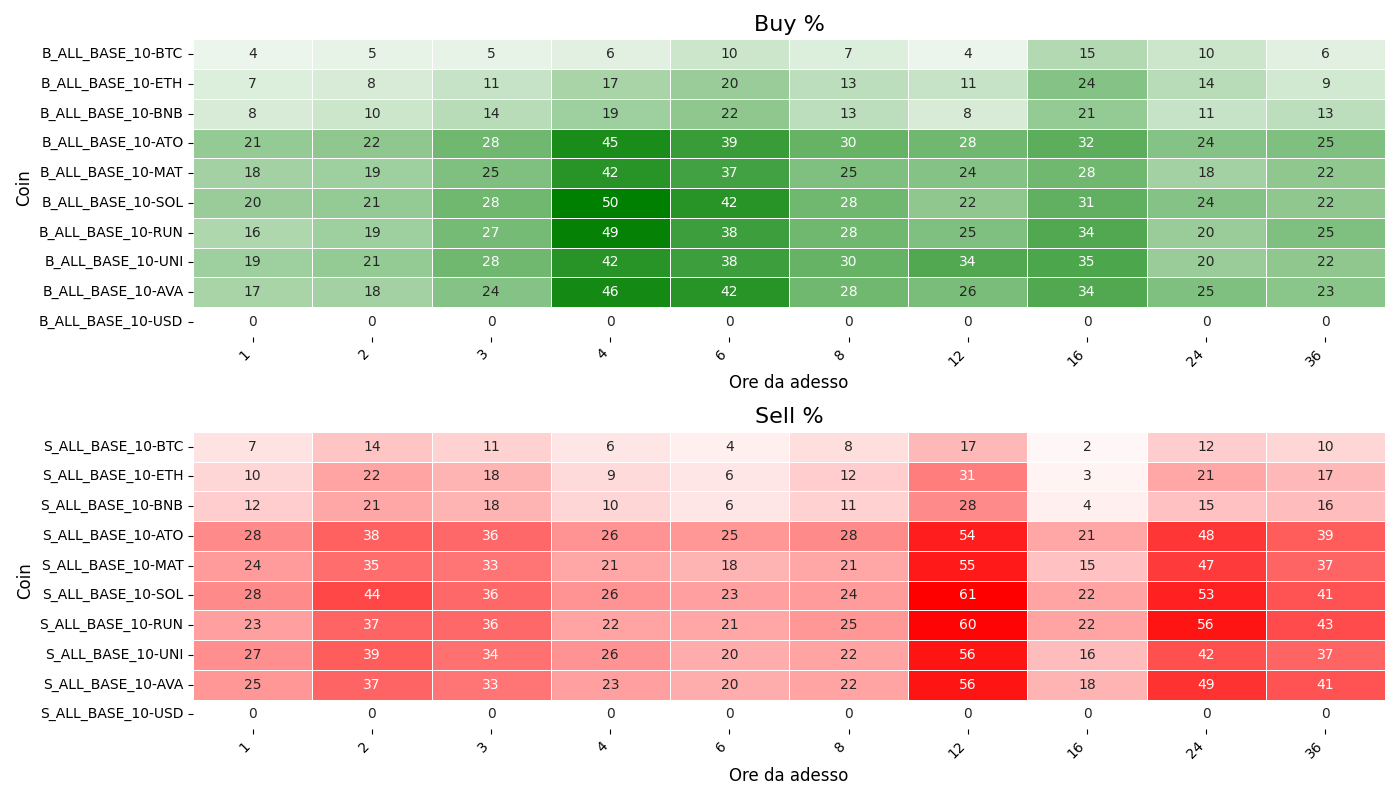 Buy %
Coin
B_ALL_BASE_10-BTC 4 5 5 6 10 7 4 15 10 6
B_ALL_BASE_10-ETH 7 8 11 17 20 13 11 24 14 9
B_ALL_BASE_10-BNB 8 10 14 19 22 13 8 21 11 13
B_ALL_BASE_10-ATO 21 22 28 45 39 30 28 32 24 25
B_ALL_BASE_10-MAT 18 19 25 42 37 25 24 28 18 22
B_ALL_BASE_10-SOL 20 21 28 50 42 28 22 31 24 22
B_ALL_BASE_10-RUN 16 19 27 49 38 28 25 34 20 25
B_ALL_BASE_10-UNI 19 21 28 42 38 30 34 35 20 22
B_ALL_BASE_10-AVA 17 18 24 46 42 28 26 34 25 23
B_ALL_BASE_10-USD 0 0 0 0 0 0 0 0 0 0
1 2 3 4 6 8 12 16 24 36
Ore da adesso
Sell %
Coin
S_ALL_BASE_10-BTC 7 14 11 6 4 8 17 2 12 10
S_ALL_BASE_10-ETH 10 22 18 9 6 12 31 3 21 17
S_ALL_BASE_10-BNB 12 21 18 10 6 11 28 4 15 16
S_ALL_BASE_10-ATO 28 38 36 26 25 28 54 21 48 39
S_ALL_BASE_10-MAT 24 35 33 21 18 21 55 15 47 37
S_ALL_BASE_10-SOL 28 44 36 26 23 24 61 22 53 41
S_ALL_BASE_10-RUN 23 37 36 22 21 25 60 22 56 43
S_ALL_BASE_10-UNI 27 39 34 26 20 22 56 16 42 37
S_ALL_BASE_10-AVA 25 37 33 23 20 22 56 18 49 41
S_ALL_BASE_10-USD 0 0 0 0 0 0 0 0 0 0
1 2 3 4 6 8 12 16 24 36
Ore da adesso